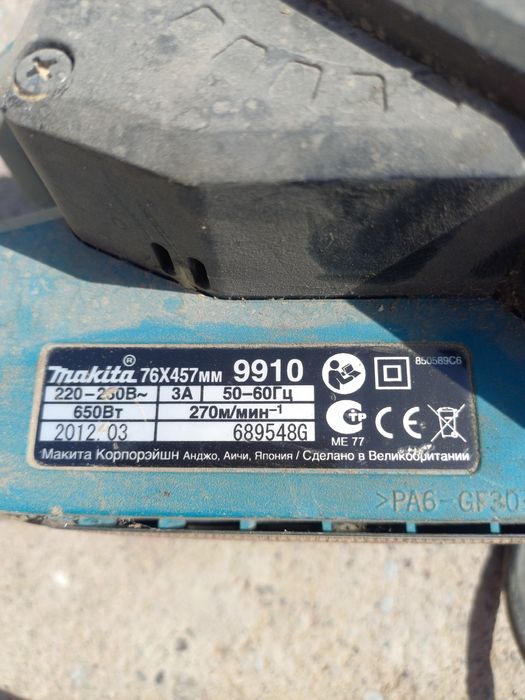 850589C6
makita® 76X457мм 9910
220-230В~ 3А 50-60Гц
650Вт 270м/мин⁻¹
2012.03 689548G
ME 77
Макита Корпорэйшн Анджо, Аичи, Япония / Сделано в Великобритании
>PA6-GF30